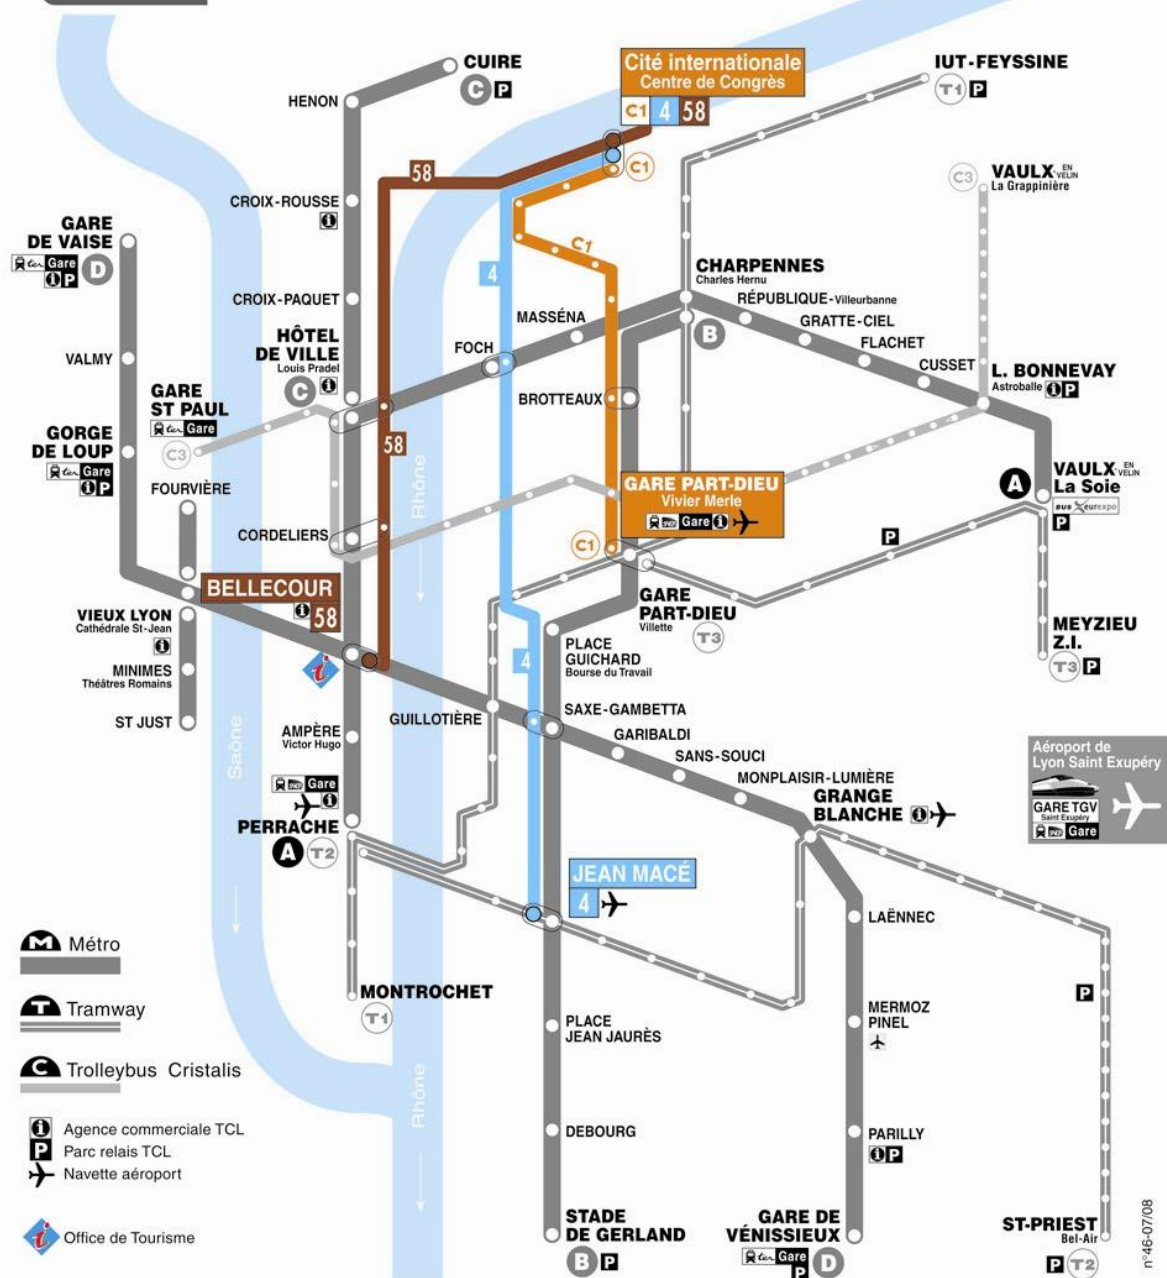 CUIRE
C P
HENON
Cité internationale
Centre de Congrès
C1 4 58
C1
IUT-FEYSSINE
T1 P
58
C3
VAULX EN VELIN
La Grappinière
CROIX-ROUSSE
GARE
DE VAISE
ter Gare
P
D
C1
4
CHARPENNES
Charles Hernu
CROIX-PAQUET
RÉPUBLIQUE-Villeurbanne
MASSÉNA
GRATTE-CIEL
HÔTEL
DE VILLE
Louis Pradel
C
B
FLACHET
FOCH
VALMY
CUSSET
L. BONNEVAY
Astroballe
P
GARE
ST PAUL
ter Gare
C3
BROTTEAUX
GORGE
DE LOUP
ter Gare
P
58
Rhône
VAULX EN VELIN
La Soie
BUS eurexpo
P
A
FOURVIÈRE
GARE PART-DIEU
Vivier Merle
SNCF Gare
CORDELIERS
C1
P
BELLECOUR
58
GARE
PART-DIEU
Villette
T3
VIEUX LYON
Cathédrale St-Jean
MEYZIEU
Z.I.
T3 P
PLACE
GUICHARD
Bourse du Travail
4
MINIMES
Théâtres Romains
ST JUST
GUILLOTIÈRE
SAXE-GAMBETTA
AMPÈRE
Victor Hugo
GARIBALDI
SANS-SOUCI
Saône
MONPLAISIR-LUMIÈRE
Aéroport de
Lyon Saint Exupéry
GARE TGV
Saint Exupéry
SNCF Gare
SNCF Gare
GRANGE
BLANCHE
PERRACHE
A T2
JEAN MACÉ
4
LAËNNEC
M Métro
MONTROCHET
T1
P
T Tramway
MERMOZ
PINEL
PLACE
JEAN JAURÈS
C Trolleybus Cristalis
Rhône
Agence commerciale TCL
P Parc relais TCL
Navette aéroport
DEBOURG
PARILLY
P
Office de Tourisme
STADE
DE GERLAND
B P
GARE DE
VÉNISSIEUX
ter Gare
P
D
ST-PRIEST
Bel-Air
P T2
n°46-07/08